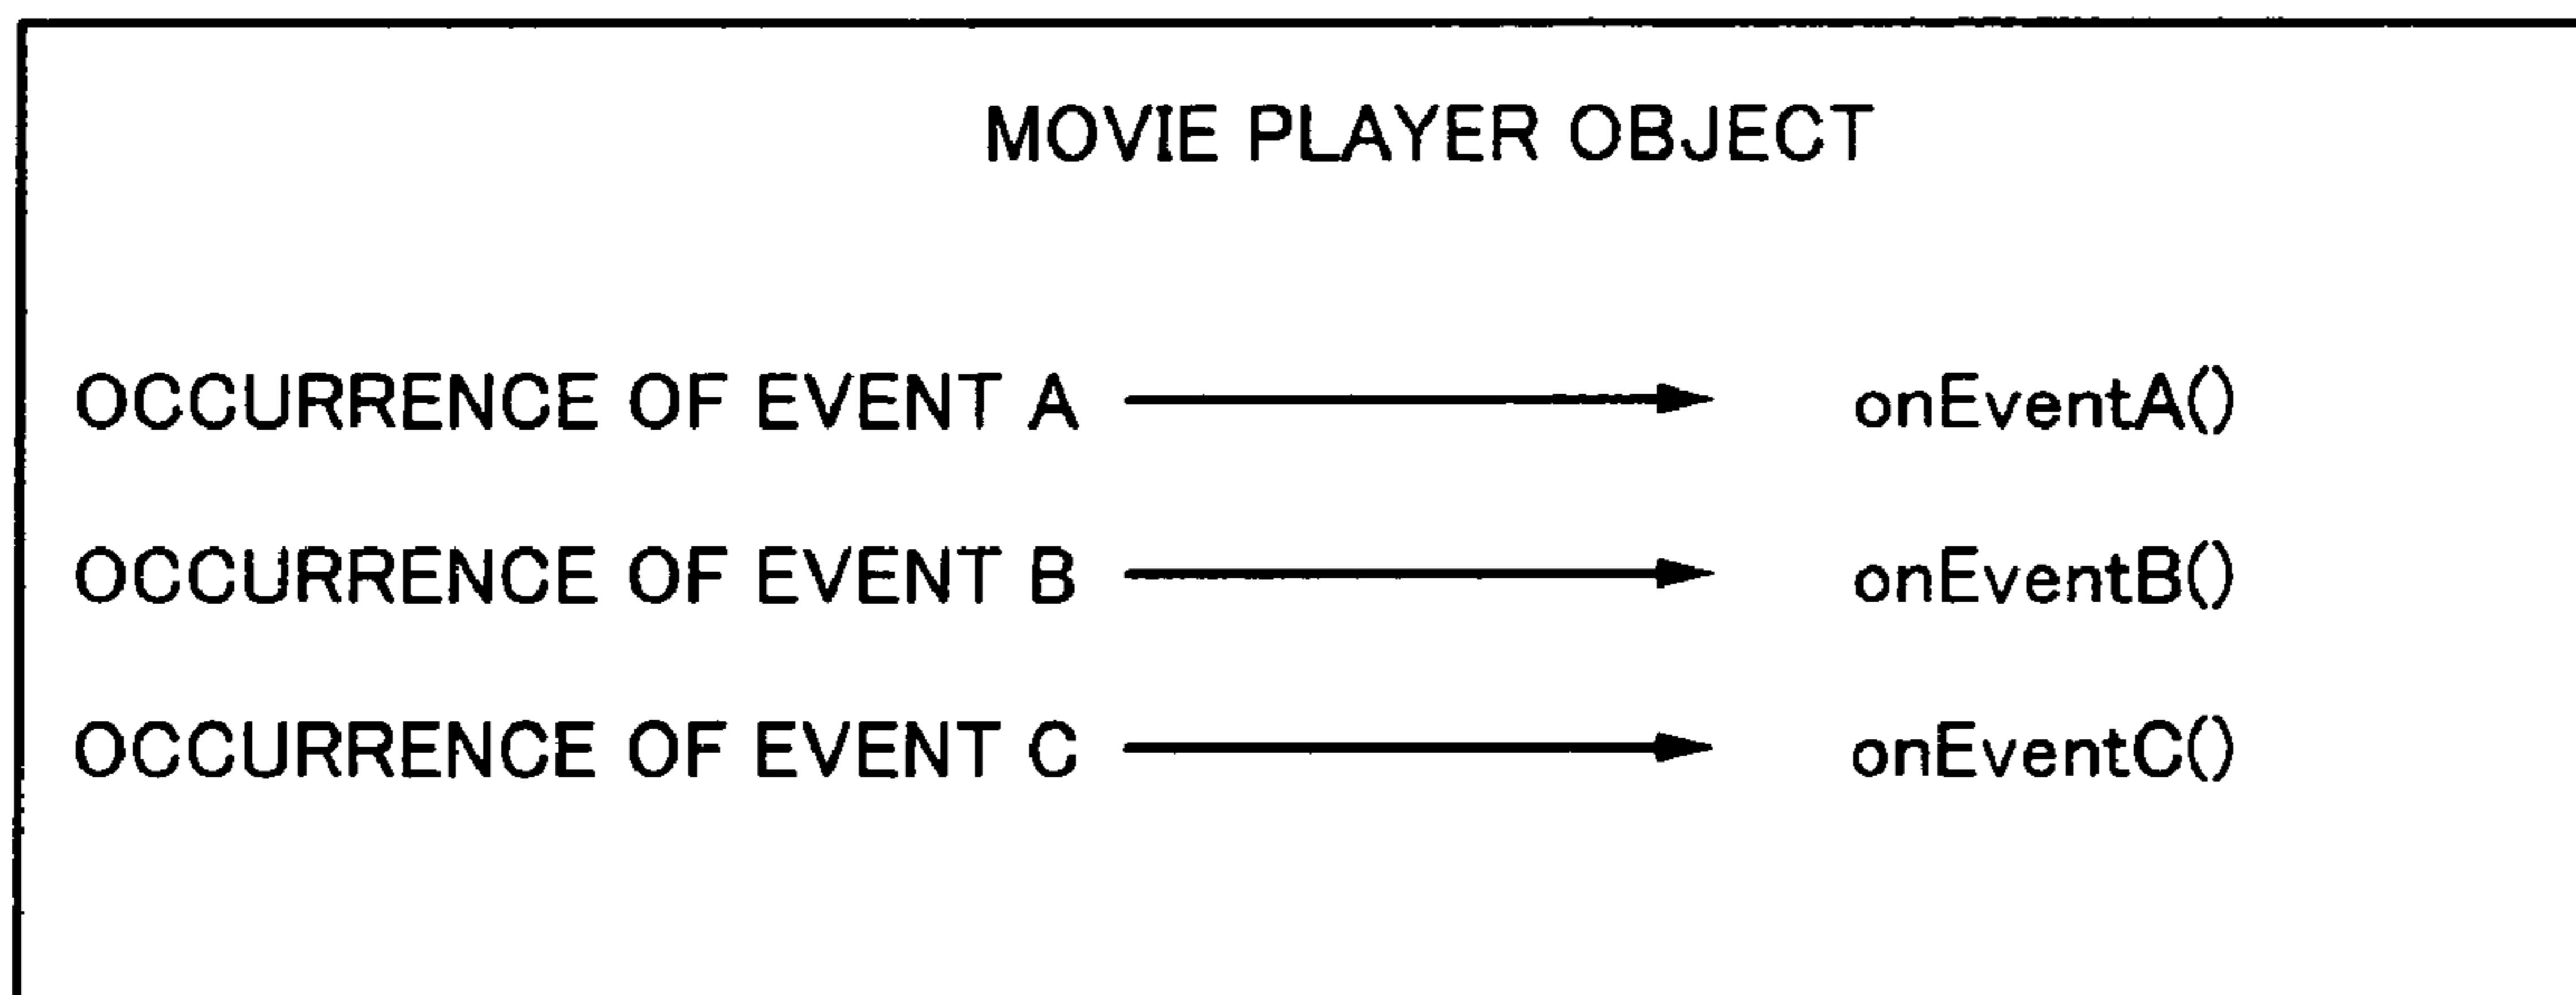 MOVIE PLAYER OBJECT
OCCURRENCE OF EVENT A onEventA()
OCCURRENCE OF EVENT B onEventB()
OCCURRENCE OF EVENT C onEventC()